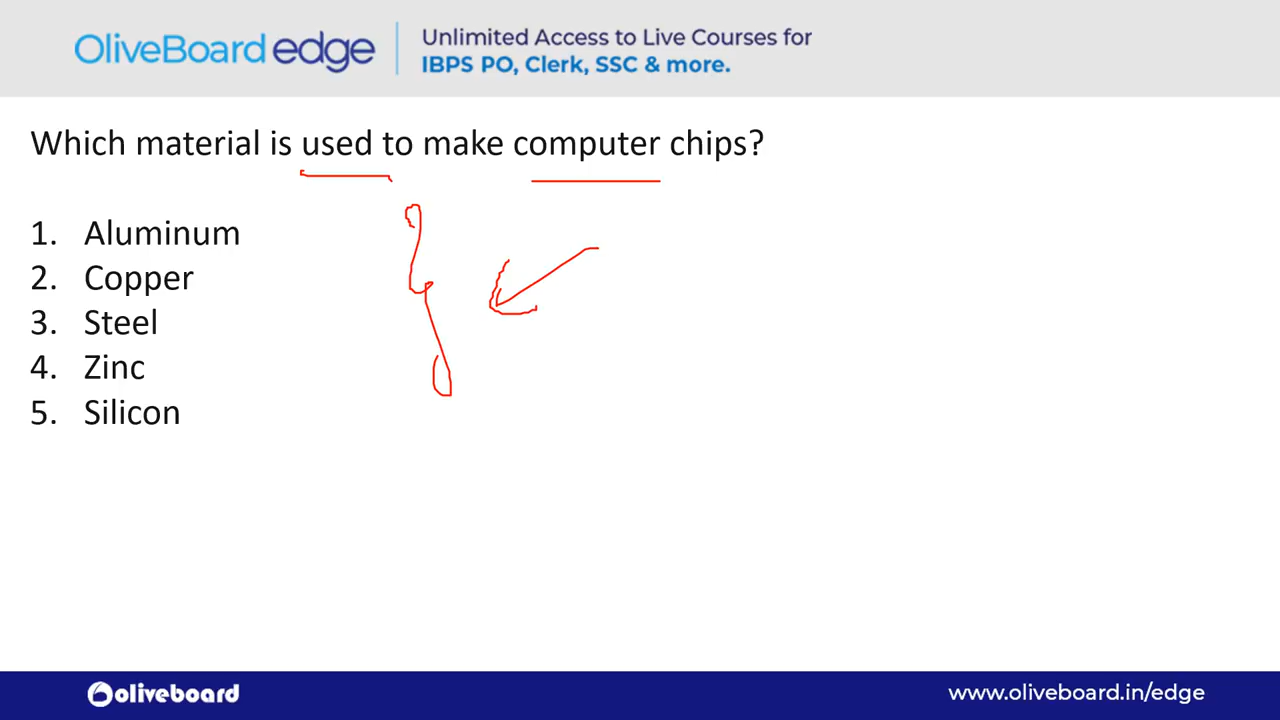 OliveBoard edge
Unlimited Access to Live Courses for
IBPS PO, Clerk, SSC & more.
Which material is used to make computer chips?
1. Aluminum
2. Copper
3. Steel
4. Zinc
5. Silicon
oliveboard
www.oliveboard.in/edge